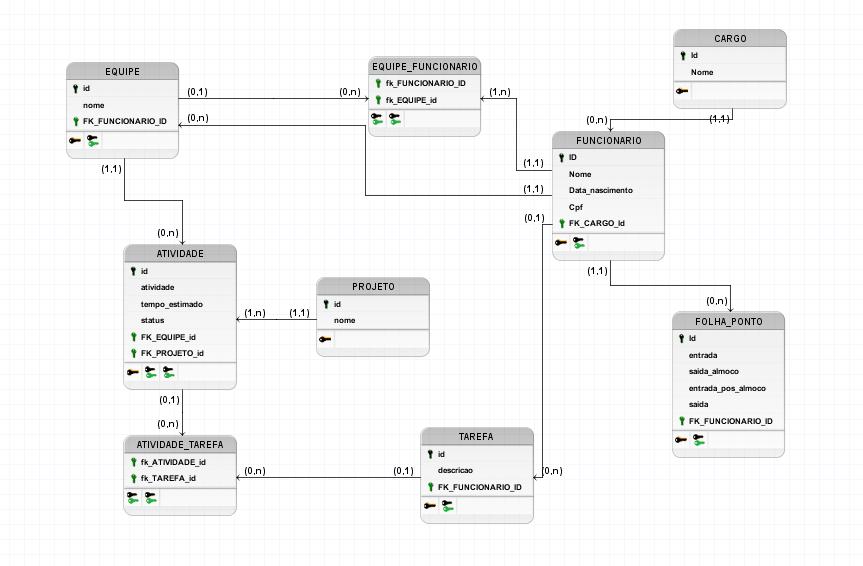 CARGO
Id
Nome
(1,1)
EQUIPE
id
nome
FK_FUNCIONARIO_ID
(0,1)
(0,n)
(0,n)
(1,1)
EQUIPE_FUNCIONARIO
fk_FUNCIONARIO_ID
fk_EQUIPE_id
(1,n)
(1,1)
(1,1)
(0,1)
(0,n)
FUNCIONARIO
ID
Nome
Data_nascimento
Cpf
FK_CARGO_Id
(1,1)
(0,n)
(0,n)
ATIVIDADE
id
atividade
tempo_estimado
status
FK_EQUIPE_id
FK_PROJETO_id
(1,n)
(1,1)
PROJETO
id
nome
FOLHA_PONTO
Id
entrada
saida_almoco
entrada_pos_almoco
saida
FK_FUNCIONARIO_ID
(0,1)
(0,n)
ATIVIDADE_TAREFA
fk_ATIVIDADE_id
fk_TAREFA_id
(0,n)
(0,1)
TAREFA
id
descricao
FK_FUNCIONARIO_ID
(0,n)